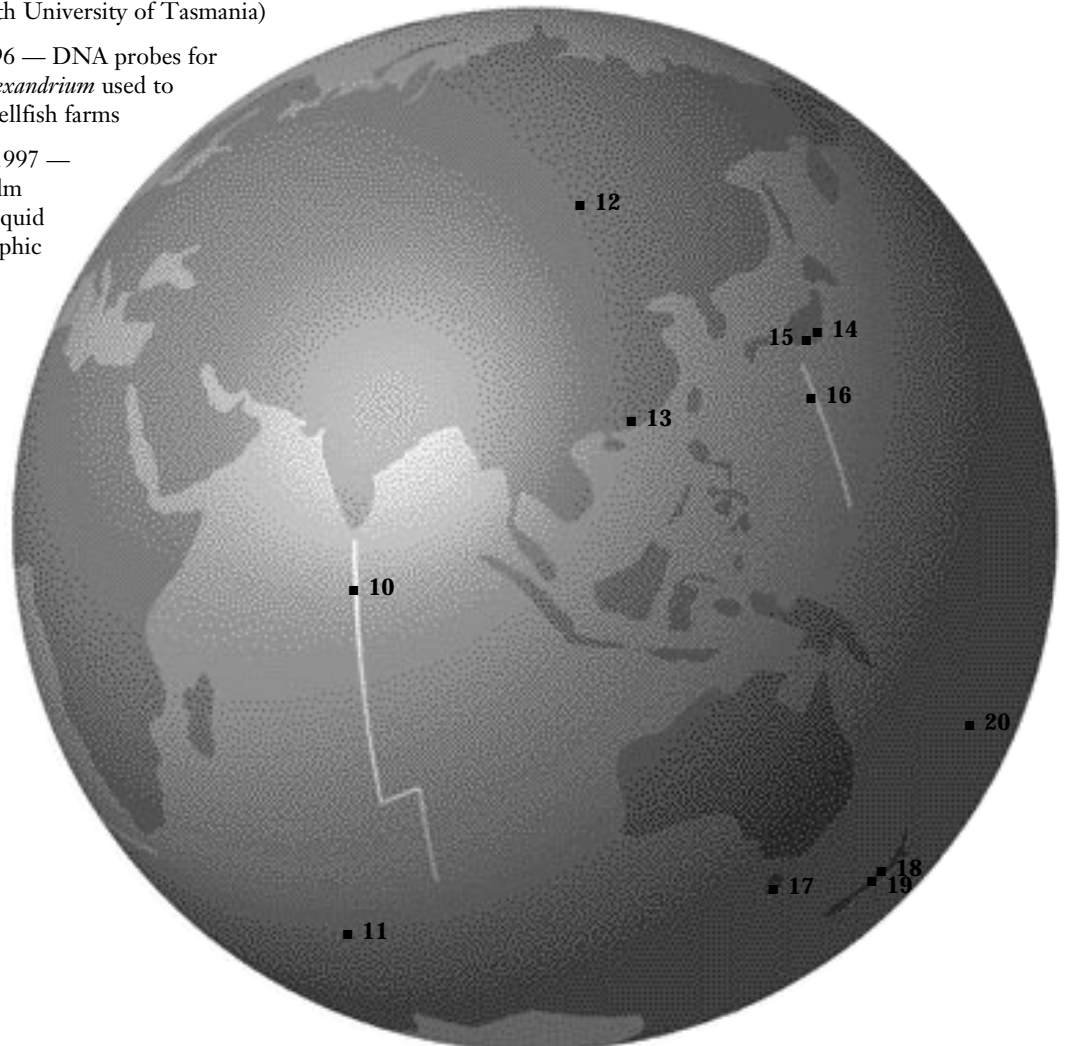 th University of Tasmania)
96 — DNA probes for
exandrium used to
ellfish farms
1997 —
lm
quid
phic
12
15 14
16
13
10
20
18
17 19
11